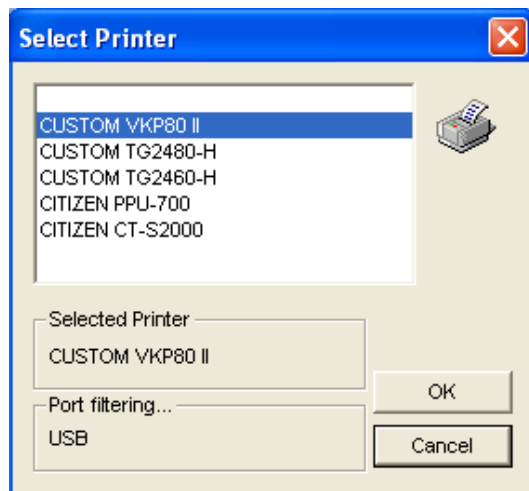 Select Printer
CUSTOM VKP80 II
CUSTOM TG2480-H
CUSTOM TG2460-H
CITIZEN PPU-700
CITIZEN CT-S2000
Selected Printer
CUSTOM VKP80 II
OK
Port filtering...
USB
Cancel